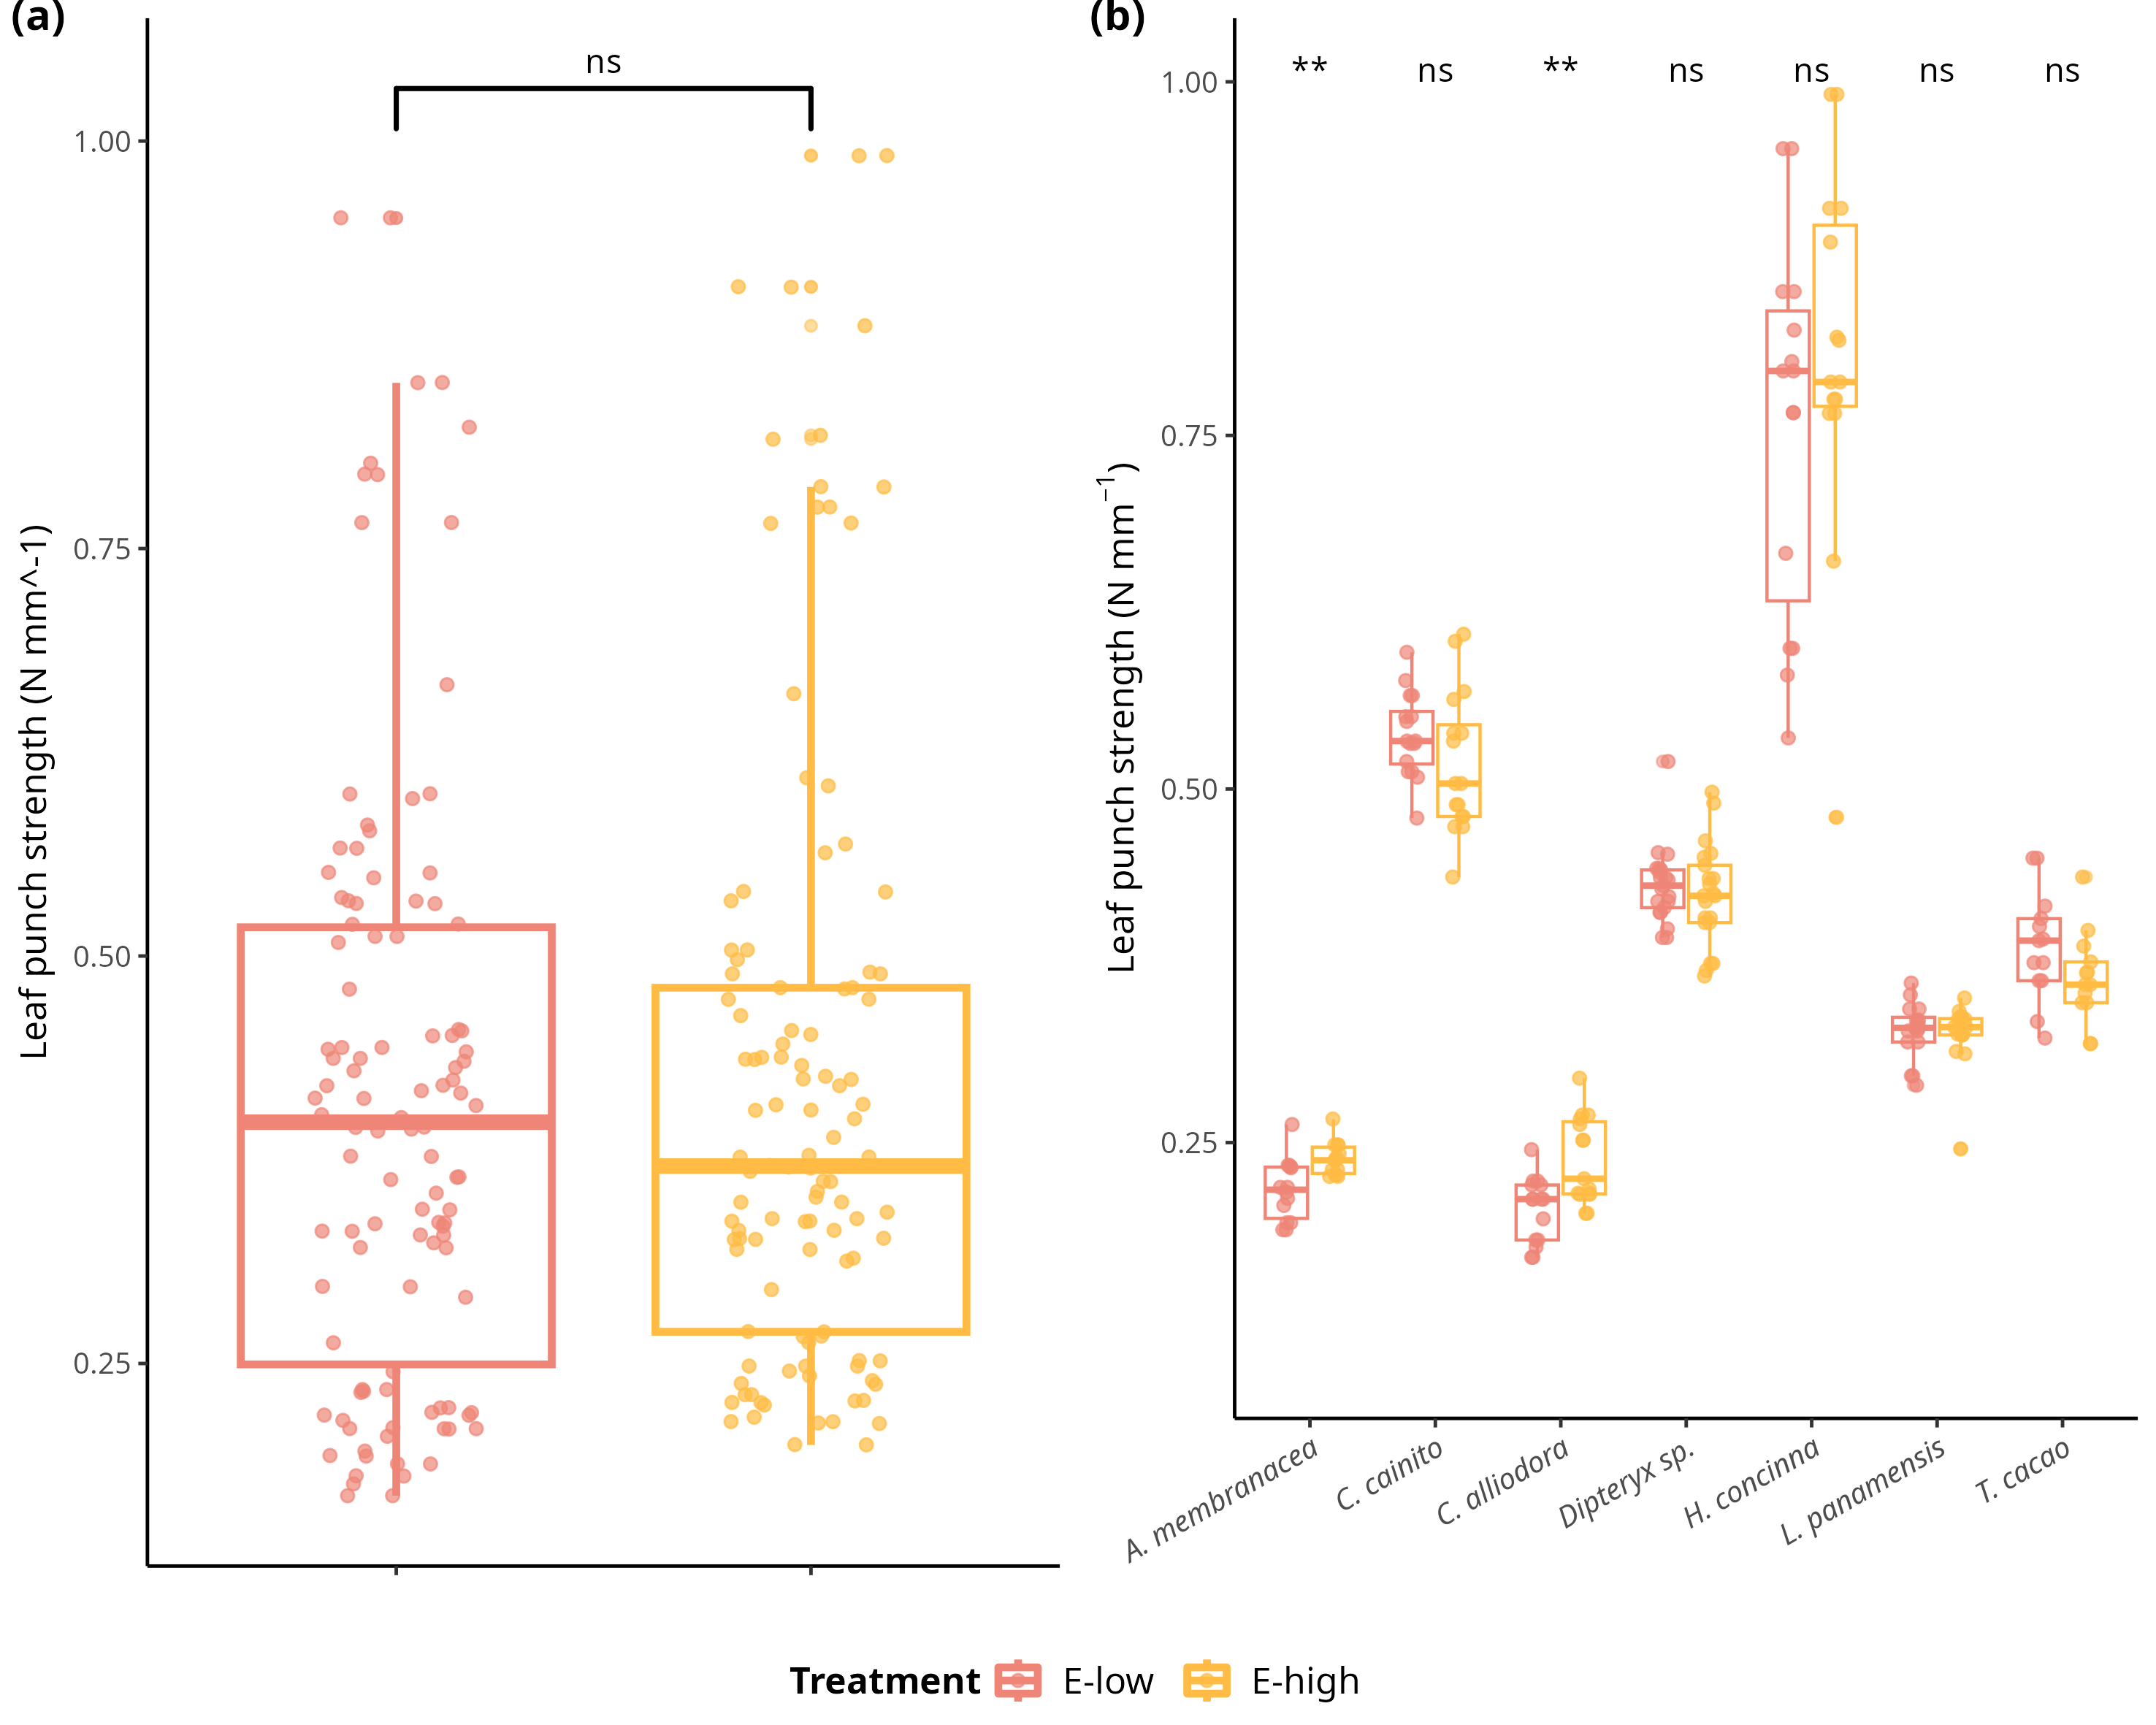 (a)
ns
1.00
0.75
0.50
0.25
Leaf punch strength (N mm^-1)
(b)
** ns ** ns ns ns ns
1.00
0.75
0.50
0.25
Leaf punch strength (N mm⁻¹)
A. membranacea
C. cainito
C. alliodora
Dipteryx sp.
H. concinna
L. panamensis
T. cacao
Treatment E-low E-high